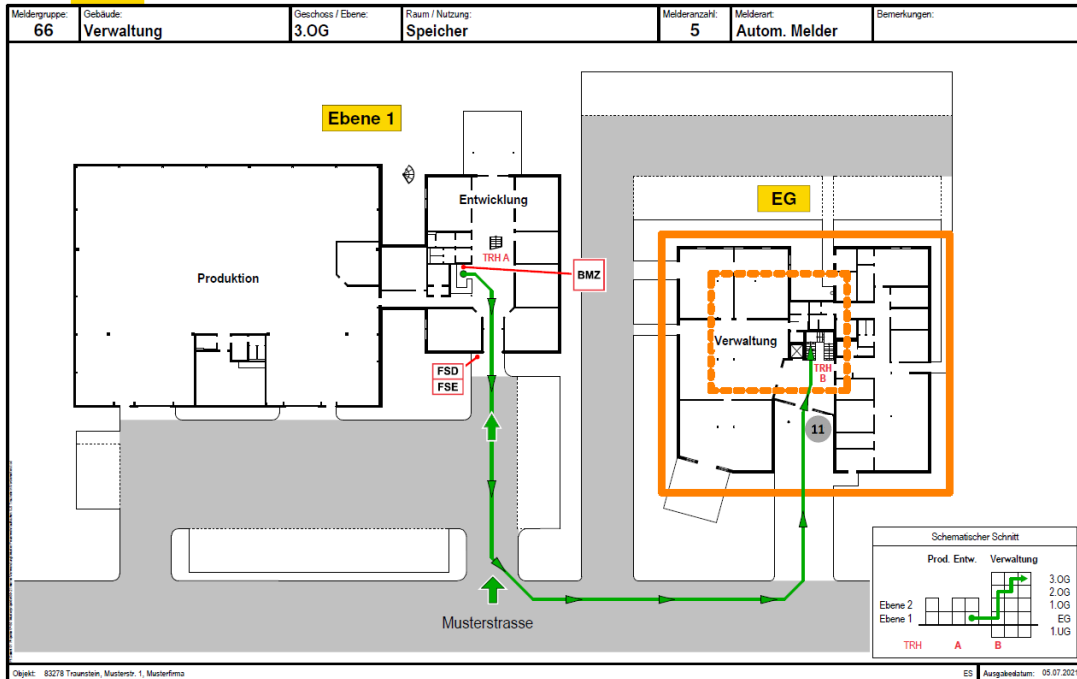 Meldergruppe: Gebäude: Geschoss / Ebene: Raum / Nutzung: Melderanzahl: Melderart: Bemerkungen:
66 Verwaltung 3.OG Speicher 5 Autom. Melder
Ebene 1
Entwicklung
EG
TRH A
BMZ
Produktion
Verwaltung
FSD
FSE
TRH
B
11
Musterstrasse
Schematischer Schnitt
Prod. Entw. Verwaltung
3.OG
2.OG
Ebene 2 1.OG
Ebene 1 EG
1.UG
TRH A B
Objekt: 83278 Traunstein, Musterstr. 1, Musterfirma ES Ausgabedatum: 05.07.2021